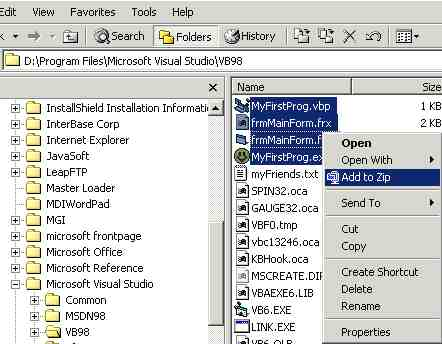 View Favorites Tools Help
Search Folders History
D:\Program Files\Microsoft Visual Studio\VB98
InstallShield Installation Informatic
InterBase Corp
Internet Explorer
JavaSoft
LeapFTP
Master Loader
MDIWordPad
MGI
microsoft frontpage
Microsoft Office
Microsoft Reference
Microsoft Visual Studio
Common
MSDN98
VB98
Name Size
MyFirstProg.vbp 1 KB
frmMainForm.frx 2 KB
frmMainForm.f
MyFirstProg.ex
myFriends.txt
SPIN32.oca
GAUGE32.oca
VBF0.tmp
vbc13246.oca
KBHook.oca
MSCREATE.DIR
VBAEXE6.LIB
VB6.EXE
LINK.EXE
Open
Open With
Add to Zip
Send To
Cut
Copy
Create Shortcut
Delete
Rename
Properties